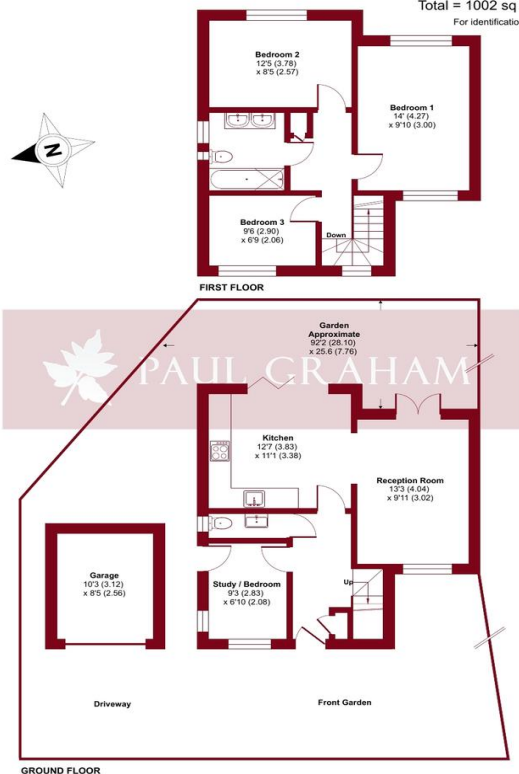 Total = 1002 sq
For identificatio
Bedroom 2
12'5 (3.78)
x 8'5 (2.57)
Bedroom 1
14' (4.27)
x 9'10 (3.00)
N
Bedroom 3
9'6 (2.90)
x 6'9 (2.06)
Down
FIRST FLOOR
Garden
Approximate
92'2 (28.10)
x 25.6 (7.76)
PAUL GRAHAM
Kitchen
12'7 (3.83)
x 11'1 (3.38)
Reception Room
13'3 (4.04)
x 9'11 (3.02)
Garage
10'3 (3.12)
x 8'5 (2.56)
Study / Bedroom
9'3 (2.83)
x 6'10 (2.08)
Up
Driveway
Front Garden
GROUND FLOOR